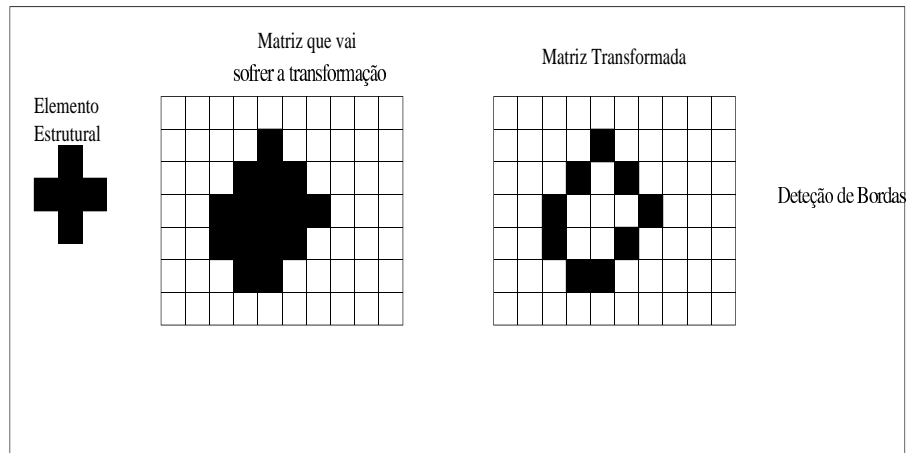 Matriz que vai
sofrer a transformação
Matriz Transformada
Elemento
Estrutural
Deteção de Bordas